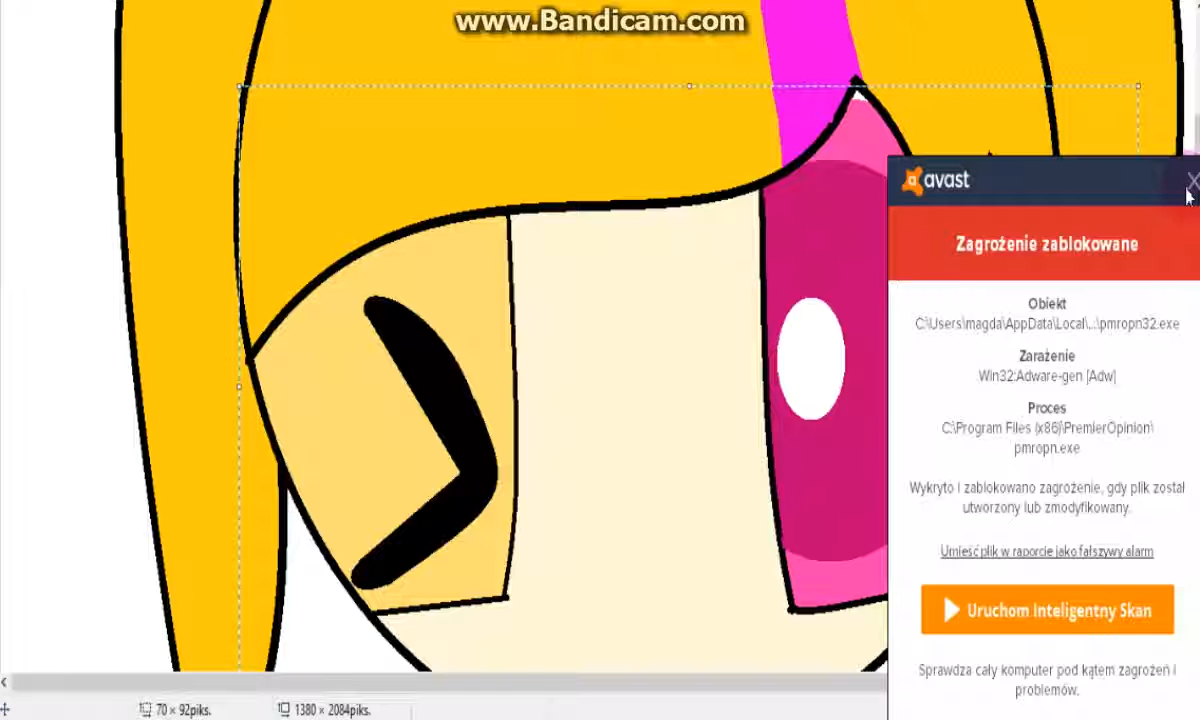 www.Bandicam.com
avast
Zagrożenie zablokowane
Obiekt
C:\Users\magda\AppData\Local\...\pmropn32.exe
Zarażenie
Win32:Adware-gen [Adw]
Proces
C:\Program Files (x86)\PremierOpinion\
pmropn.exe
Wykryto i zablokowano zagrożenie, gdy plik został
utworzony lub zmodyfikowany.
Umieść plik w raporcie jako fałszywy alarm
Uruchom Inteligentny Skan
Sprawdza cały komputer pod kątem zagrożeń i
problemów.
70 × 92piks.
1380 × 2084piks.